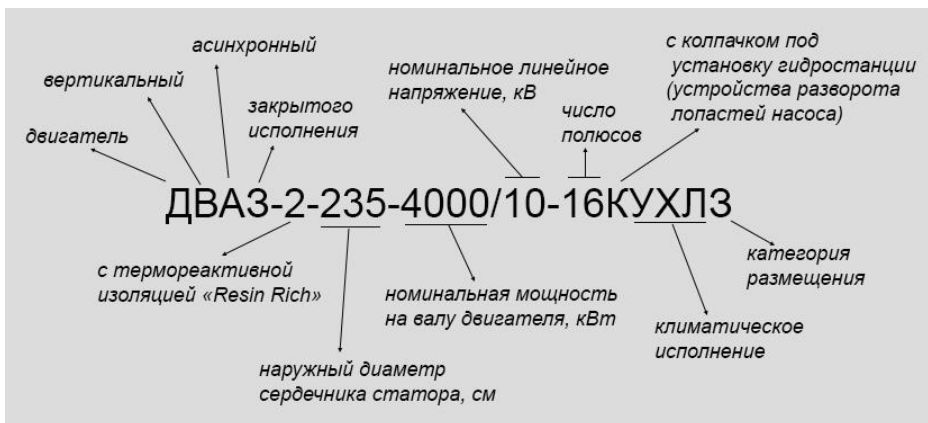 асинхронный
вертикальный
двигатель
закрытого
исполнения
номинальное линейное
напряжение, кВ
число
полюсов
с колпачком под
установку гидростанции
(устройства разворота
лопастей насоса)
ДВАЗ-2-235-4000/10-16КУХЛ3
с термореактивной
изоляцией «Resin Rich»
наружный диаметр
сердечника статора, см
номинальная мощность
на валу двигателя, кВт
климатическое
исполнение
категория
размещения